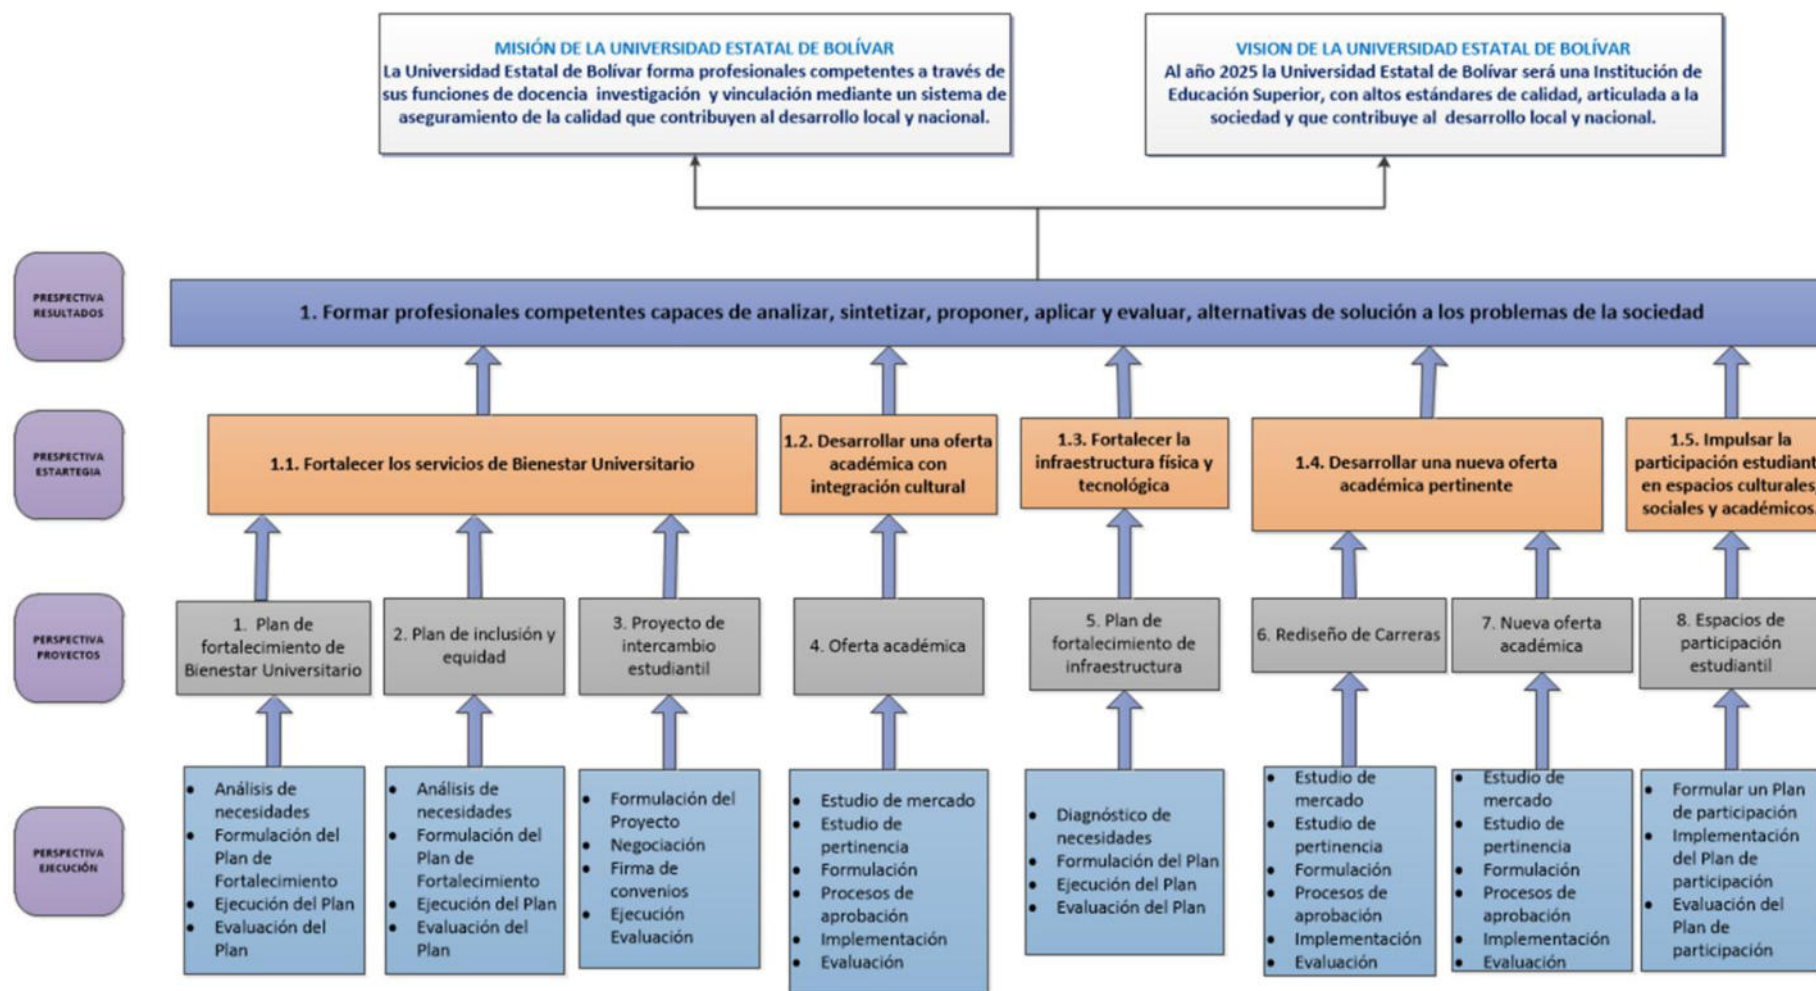 MISIÓN DE LA UNIVERSIDAD ESTATAL DE BOLÍVAR
La Universidad Estatal de Bolívar forma profesionales competentes a través de
sus funciones de docencia investigación y vinculación mediante un sistema de
aseguramiento de la calidad que contribuyen al desarrollo local y nacional.
VISION DE LA UNIVERSIDAD ESTATAL DE BOLÍVAR
Al año 2025 la Universidad Estatal de Bolívar será una Institución de
Educación Superior, con altos estándares de calidad, articulada a la
sociedad y que contribuye al desarrollo local y nacional.
PRESPECTIVA
RESULTADOS
1. Formar profesionales competentes capaces de analizar, sintetizar, proponer, aplicar y evaluar, alternativas de solución a los problemas de la sociedad
PRESPECTIVA
ESTARTEGIA
1.1. Fortalecer los servicios de Bienestar Universitario
1.2. Desarrollar una oferta
académica con
integración cultural
1.3. Fortalecer la
infraestructura física y
tecnológica
1.4. Desarrollar una nueva oferta
académica pertinente
1.5. Impulsar la
participación estudiant
en espacios culturales,
sociales y académicos.
PERSPECTIVA
PROYECTOS
1. Plan de
fortalecimiento de
Bienestar Universitario
2. Plan de inclusión y
equidad
3. Proyecto de
intercambio
estudiantil
4. Oferta académica
5. Plan de
fortalecimiento de
infraestructura
6. Rediseño de Carreras
7. Nueva oferta
académica
8. Espacios de
participación
estudiantil
PERSPECTIVA
EJECUCIÓN
• Análisis de
necesidades
• Formulación del
Plan de
Fortalecimiento
• Ejecución del Plan
• Evaluación del
Plan
• Análisis de
necesidades
• Formulación del
Plan de
Fortalecimiento
• Ejecución del Plan
• Evaluación del
Plan
• Formulación del
Proyecto
• Negociación
• Firma de
convenios
• Ejecución
Evaluación
• Estudio de mercado
• Estudio de
pertinencia
• Formulación
• Procesos de
aprobación
• Implementación
• Evaluación
• Diagnóstico de
necesidades
• Formulación del Plan
• Ejecución del Plan
• Evaluación del Plan
• Estudio de
mercado
• Estudio de
pertinencia
• Formulación
• Procesos de
aprobación
• Implementación
• Evaluación
• Estudio de
mercado
• Estudio de
pertinencia
• Formulación
• Procesos de
aprobación
• Implementación
• Evaluación
• Formular un Plan
de participación
• Implementación
del Plan de
participación
• Evaluación del
Plan de
participación